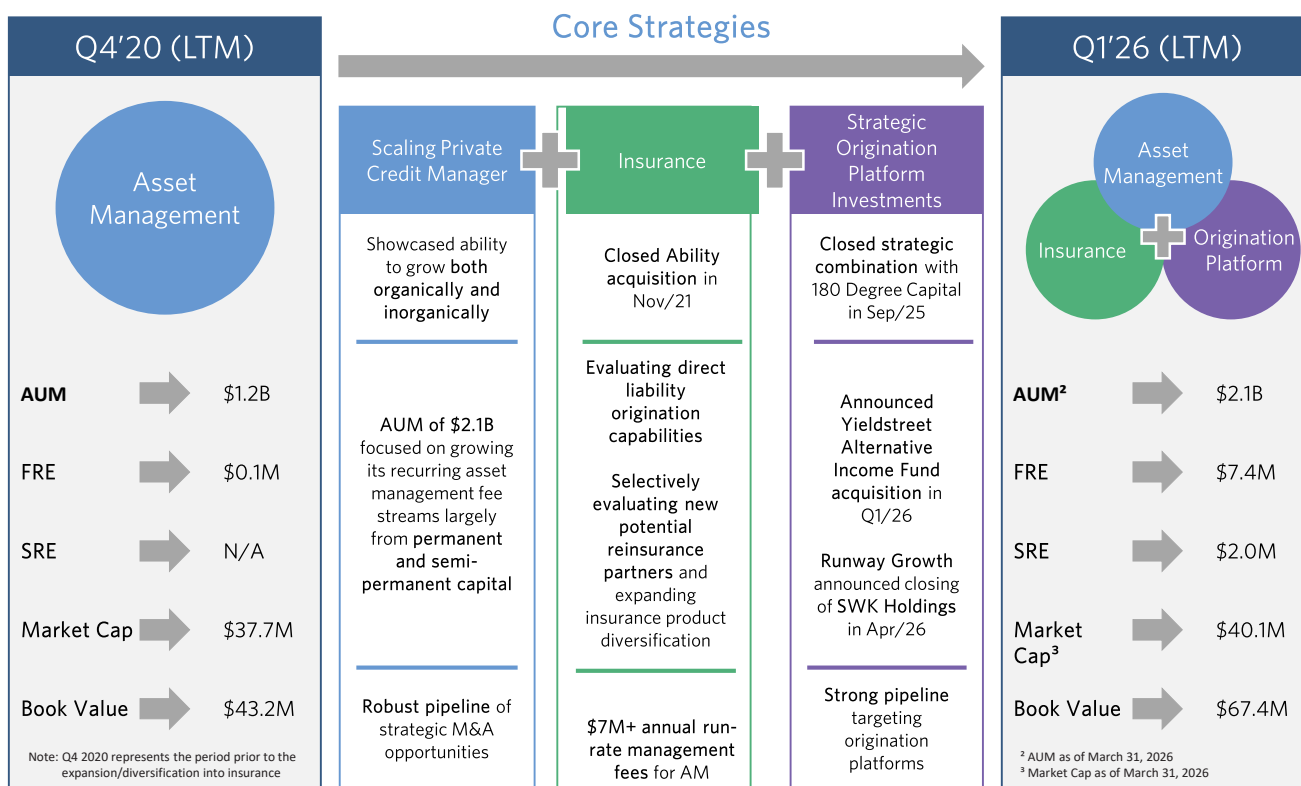 Core Strategies
Q4'20 (LTM)
Asset
Management
AUM
$1.2B
FRE
$0.1M
SRE
N/A
Market Cap
$37.7M
Book Value
$43.2M
Note: Q4 2020 represents the period prior to the
expansion/diversification into insurance
Scaling Private
Credit Manager
Showcased ability
to grow both
organically and
inorganically
AUM of $2.1B
focused on growing
its recurring asset
management fee
streams largely
from permanent
and semi-
permanent capital
Robust pipeline of
strategic M&A
opportunities
Insurance
Closed Ability
acquisition in
Nov/21
Evaluating direct
liability
origination
capabilities
Selectively
evaluating new
potential
reinsurance
partners and
expanding
insurance product
diversification
$7M+ annual run-
rate management
fees for AM
Strategic
Origination
Platform
Investments
Closed strategic
combination with
180 Degree Capital
in Sep/25
Announced
Yieldstreet
Alternative
Income Fund
acquisition in
Q1/26
Runway Growth
announced closing
of SWK Holdings
in Apr/26
Strong pipeline
targeting
origination
platforms
Q1'26 (LTM)
Asset
Management
Insurance
Origination
Platform
AUM²
$2.1B
FRE
$7.4M
SRE
$2.0M
Market
Cap³
$40.1M
Book Value
$67.4M
² AUM as of March 31, 2026
³ Market Cap as of March 31, 2026